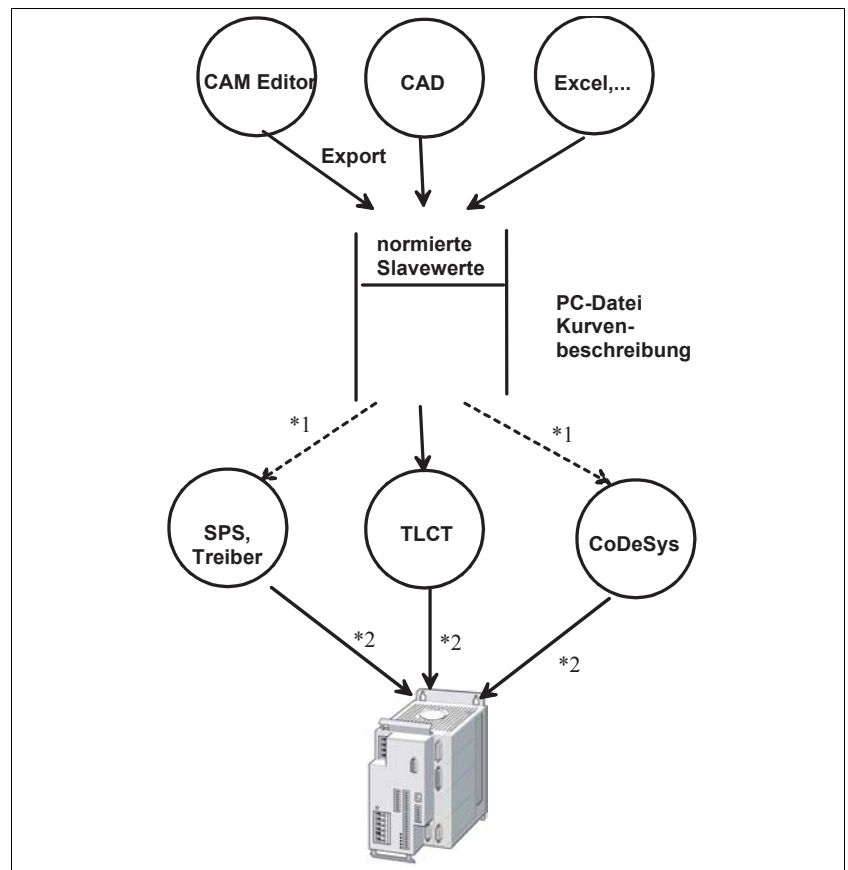 CAM Editor
CAD
Excel,...
Export
normierte
Slavewerte
PC-Datei
Kurven-
beschreibung
*1
*1
SPS,
Treiber
TLCT
CoDeSys
*2
*2
*2